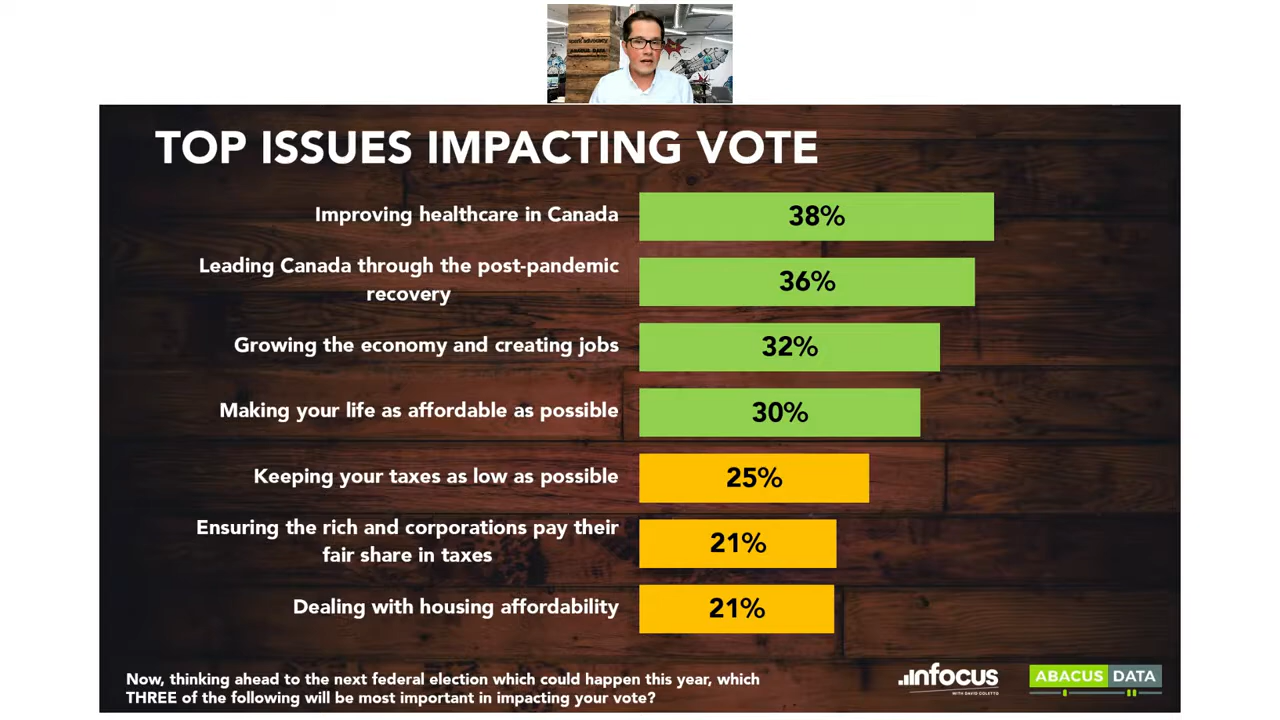 TOP ISSUES IMPACTING VOTE
Improving healthcare in Canada
38%
Leading Canada through the post-pandemic
recovery
36%
Growing the economy and creating jobs
32%
Making your life as affordable as possible
30%
Keeping your taxes as low as possible
25%
Ensuring the rich and corporations pay their
fair share in taxes
21%
Dealing with housing affordability
21%
Now, thinking ahead to the next federal election which could happen this year, which
THREE of the following will be most important in impacting your vote?
infocus
WITH DAVID COLETTO
ABACUS DATA